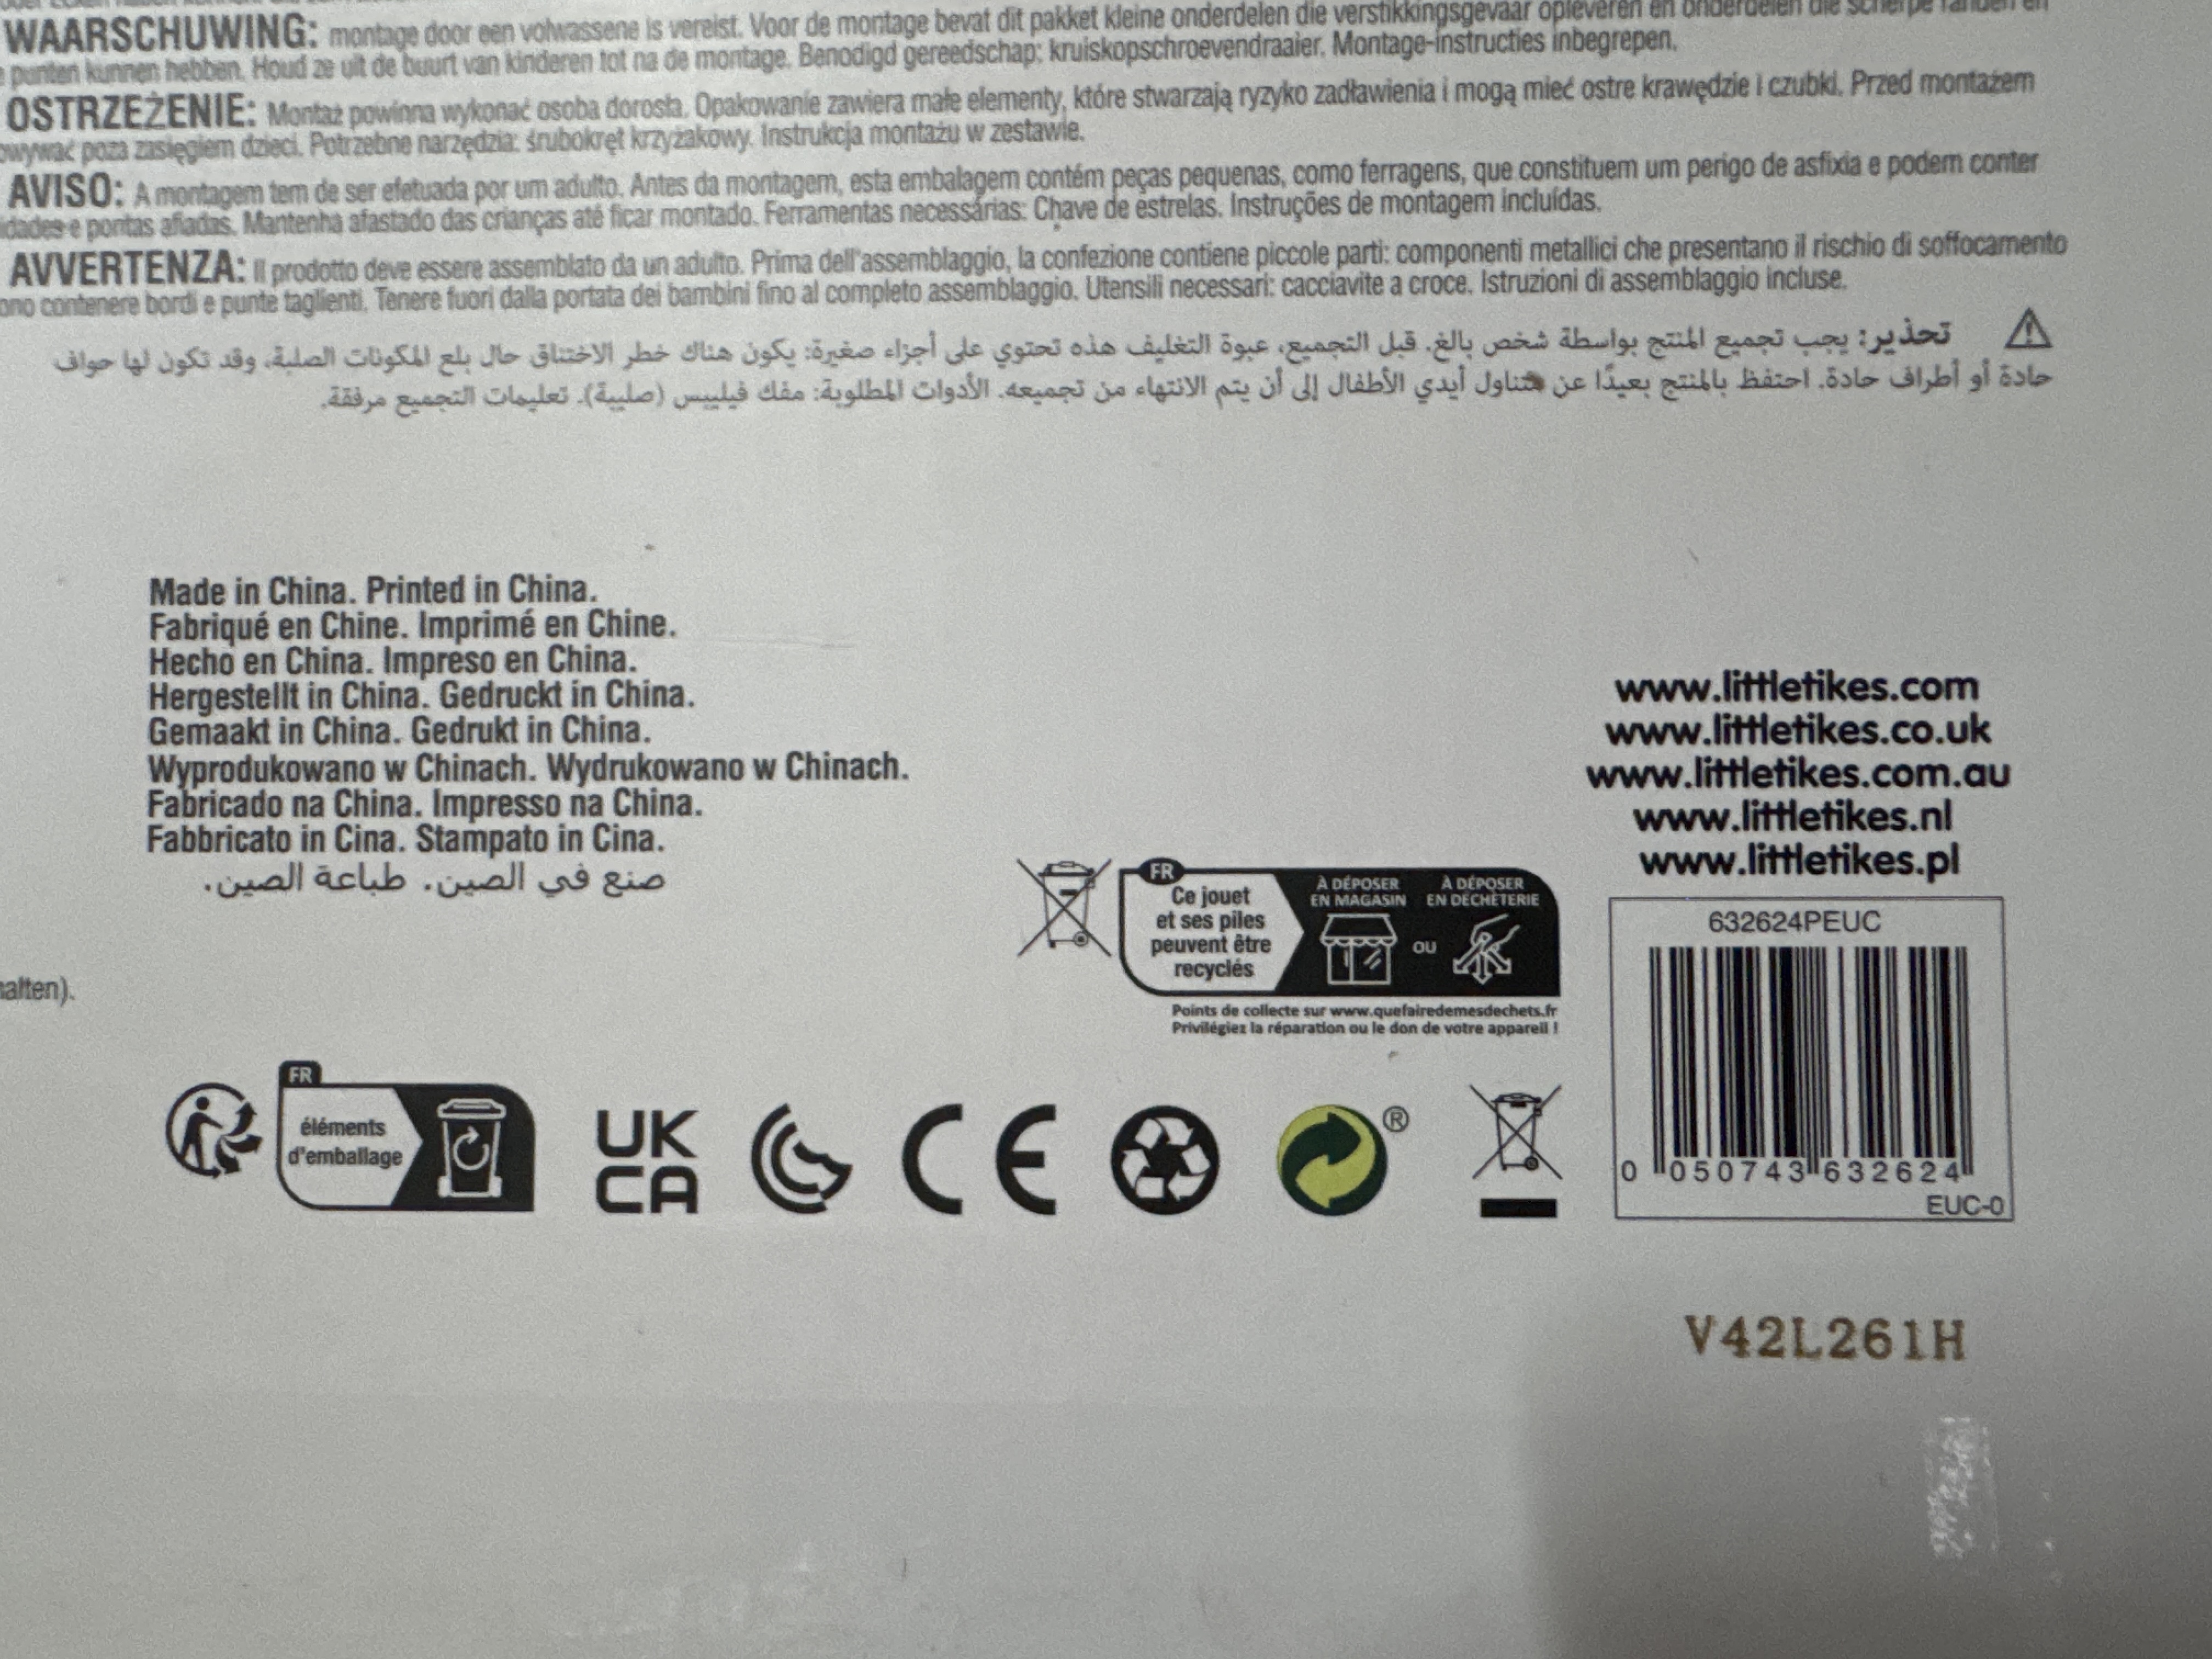 WAARSCHUWING: montage door een volwassene is vereist. Voor de montage bevat dit pakket kleine onderdelen die verstikkingsgevaar opleveren en onderdelen die scherpe randen en
punten kunnen hebben. Houd ze uit de buurt van kinderen tot na de montage. Benodigd gereedschap: kruiskopschroevendraaier. Montage-instructies inbegrepen.
OSTRZEŻENIE: Montaż powinna wykonać osoba dorosła. Opakowanie zawiera małe elementy, które stwarzają ryzyko zadławienia i mogą mieć ostre krawędzie i czubki. Przed montażem
owywać poza zasięgiem dzieci. Potrzebne narzędzia: śrubokręt krzyżakowy. Instrukcja montażu w zestawie.
AVISO: A montagem tem de ser efetuada por um adulto. Antes da montagem, esta embalagem contém peças pequenas, como ferragens, que constituem um perigo de asfixia e podem conter
idades e pontas afiadas. Mantenha afastado das crianças até ficar montado. Ferramentas necessárias: Chave de estrelas. Instruções de montagem incluídas.
AVVERTENZA: Il prodotto deve essere assemblato da un adulto. Prima dell'assemblaggio, la confezione contiene piccole parti: componenti metallici che presentano il rischio di soffocamento
ono contenere bordi e punte taglienti. Tenere fuori dalla portata dei bambini fino al completo assemblaggio. Utensili necessari: cacciavite a croce. Istruzioni di assemblaggio incluse.
تحذير: يجب تجميع المنتج بواسطة شخص بالغ. قبل التجميع، عبوة التغليف هذه تحتوي على أجزاء صغيرة: يكون هناك خطر الاختناق حال بلع المكونات الصلبة، وقد تكون لها حواف
حادة أو أطراف حادة. احتفظ بالمنتج بعيدًا عن متناول أيدي الأطفال إلى أن يتم الانتهاء من تجميعه. الأدوات المطلوبة: مفك فيليبس (صليبة). تعليمات التجميع مرفقة.
Made in China. Printed in China.
Fabriqué en Chine. Imprimé en Chine.
Hecho en China. Impreso en China.
Hergestellt in China. Gedruckt in China.
Gemaakt in China. Gedrukt in China.
Wyprodukowano w Chinach. Wydrukowano w Chinach.
Fabricado na China. Impresso na China.
Fabbricato in Cina. Stampato in Cina.
صنع في الصين. طباعة الصين.
halten).
www.littletikes.com
www.littletikes.co.uk
www.littletikes.com.au
www.littletikes.nl
www.littletikes.pl
FR
Ce jouet
et ses piles
peuvent être
recyclés
À DÉPOSER
EN MAGASIN
OU
À DÉPOSER
EN DÉCHÈTERIE
Points de collecte sur www.quefairedemesdechets.fr
Privilégiez la réparation ou le don de votre appareil !
FR
éléments
d'emballage
UK
CA
CE
®
632624PEUC
0 050743 632624
EUC-0
V42L261H